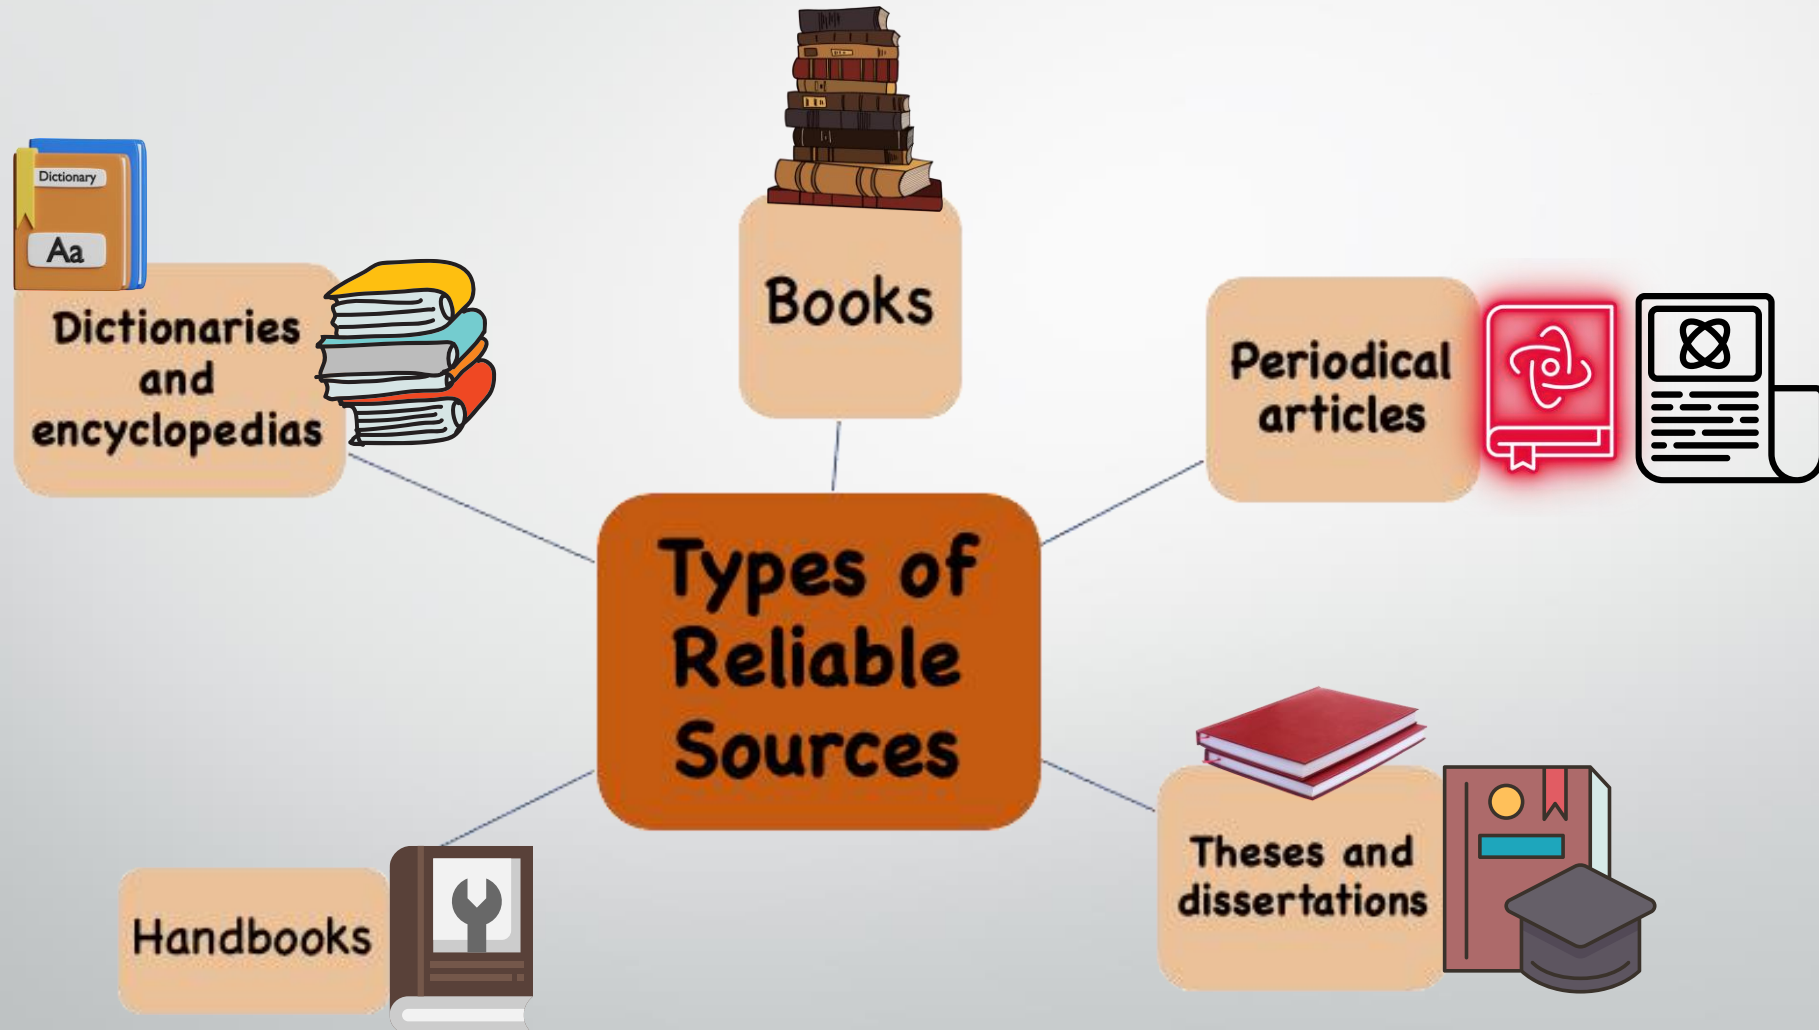 Books
Dictionary
Aa
Dictionaries
and
encyclopedias
Periodical
articles
Types of
Reliable
Sources
Theses and
dissertations
Handbooks